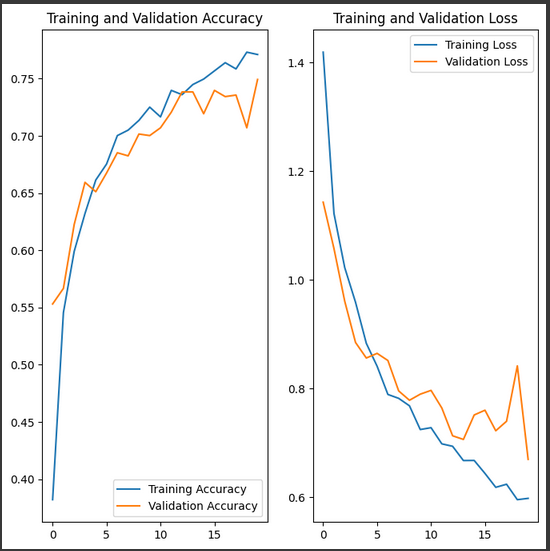 Training and Validation Accuracy
0.75
0.70
0.65
0.60
0.55
0.50
0.45
0.40
Training Accuracy
Validation Accuracy
0 5 10 15
Training and Validation Loss
Training Loss
Validation Loss
1.4
1.2
1.0
0.8
0.6
0 5 10 15